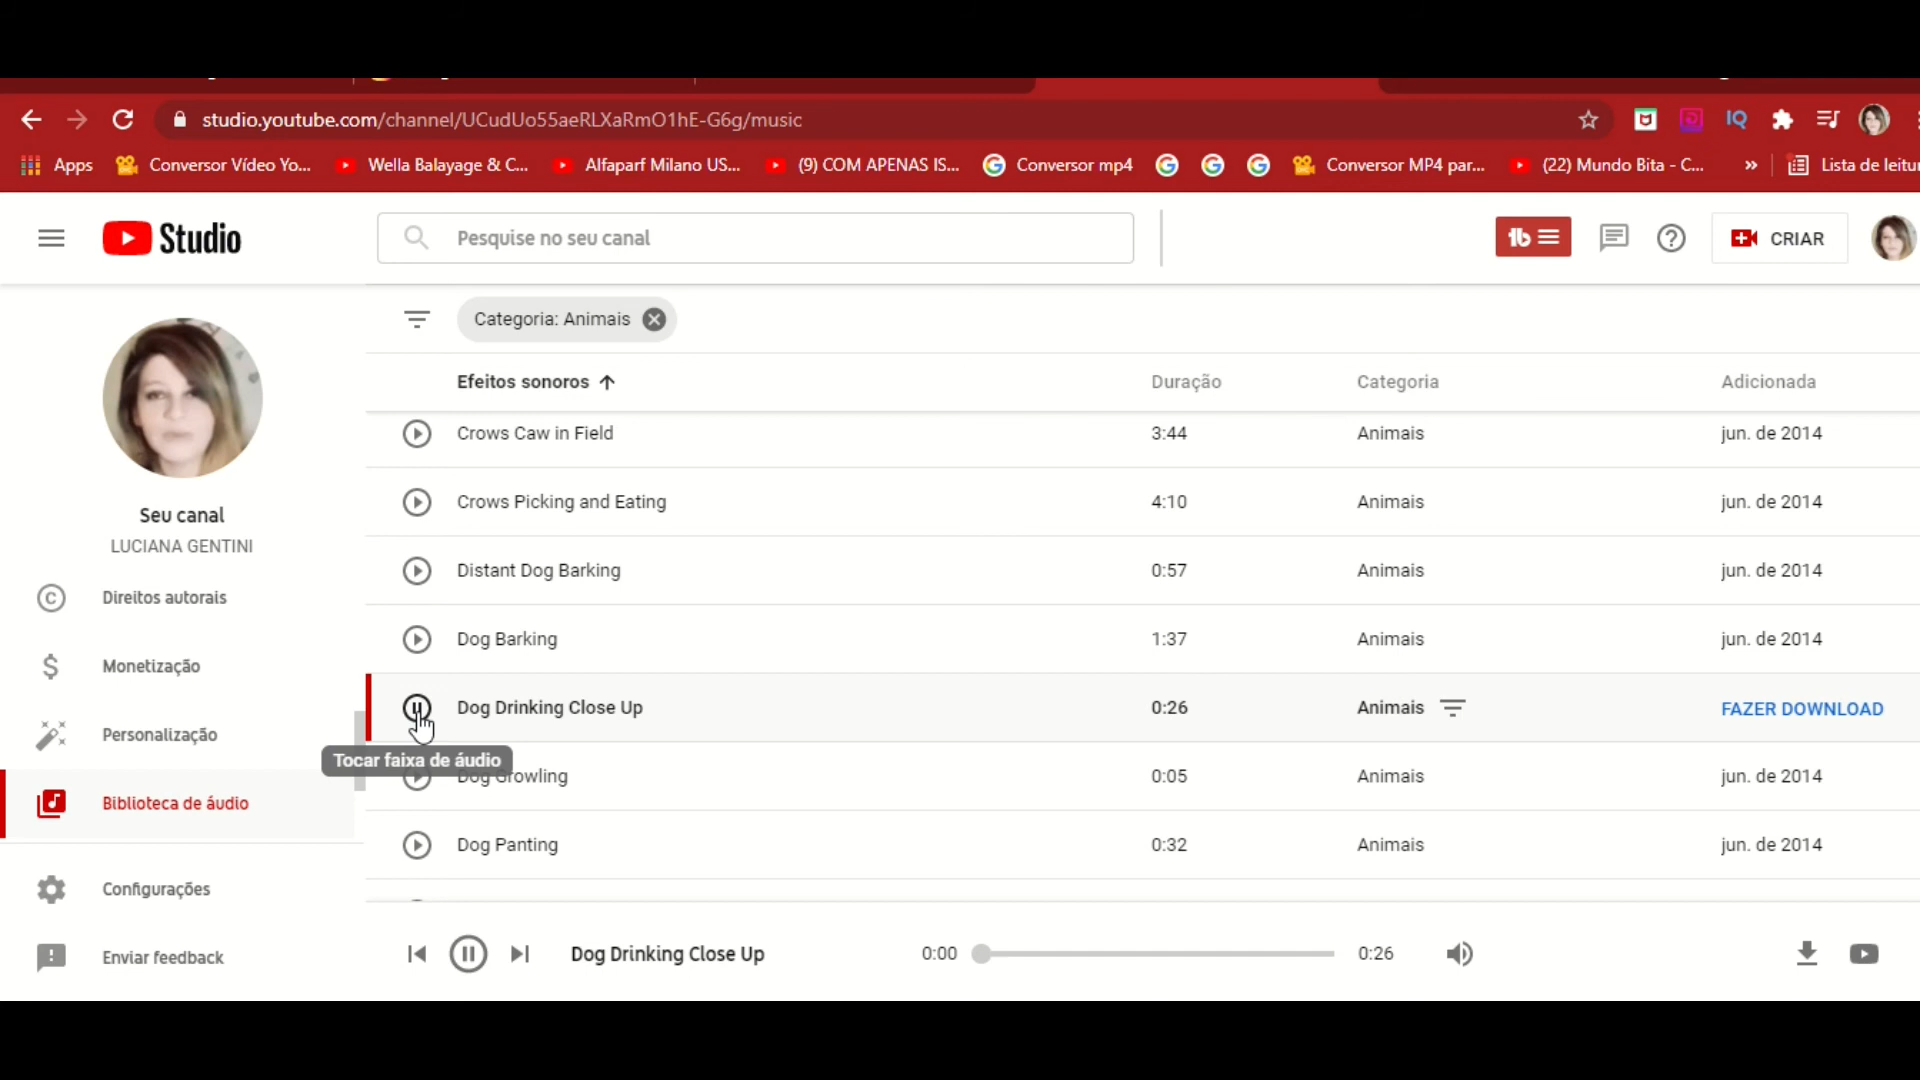 studio.youtube.com/channel/UCudUo55aeRLXaRmO1hE-G6g/music
IQ
Apps
Conversor Vídeo Yo...
Wella Balayage & C...
Alfaparf Milano US...
(9) COM APENAS IS...
Conversor mp4
Conversor MP4 par...
(22) Mundo Bita - C...
»
Lista de leitu
Studio
Pesquise no seu canal
CRIAR
Categoria: Animais
Efeitos sonoros
Duração
Categoria
Adicionada
Crows Caw in Field 3:44 Animais jun. de 2014
Crows Picking and Eating 4:10 Animais jun. de 2014
Distant Dog Barking 0:57 Animais jun. de 2014
Dog Barking 1:37 Animais jun. de 2014
Dog Drinking Close Up 0:26 Animais FAZER DOWNLOAD
Tocar faixa de áudio
Dog Growling 0:05 Animais jun. de 2014
Dog Panting 0:32 Animais jun. de 2014
Seu canal
LUCIANA GENTINI
Direitos autorais
Monetização
Personalização
Biblioteca de áudio
Configurações
Enviar feedback
Dog Drinking Close Up 0:00 0:26